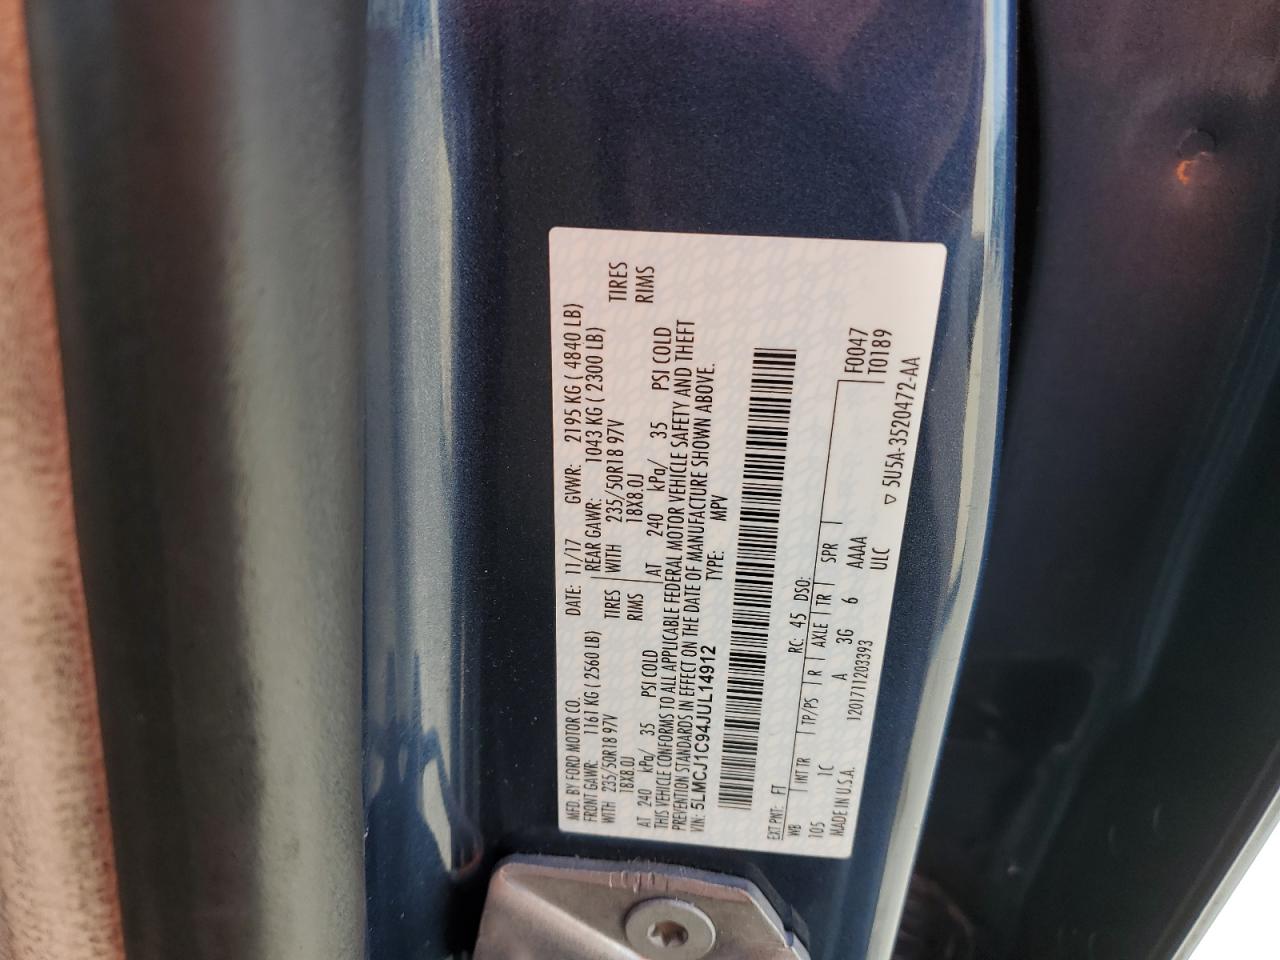 MFD. BY FORD MOTOR CO.
DATE: 11/17 GVWR: 2195 KG ( 4840 LB)
FRONT GAWR: 1161 KG ( 2560 LB) REAR GAWR: 1043 KG ( 2300 LB)
WITH 235/50R18 97V TIRES WITH 235/50R18 97V TIRES
18X8.0J RIMS 18X8.0J RIMS
AT 240 kPa/ 35 PSI COLD AT 240 kPa/ 35 PSI COLD
THIS VEHICLE CONFORMS TO ALL APPLICABLE FEDERAL MOTOR VEHICLE SAFETY AND THEFT
PREVENTION STANDARDS IN EFFECT ON THE DATE OF MANUFACTURE SHOWN ABOVE.
VIN: 5LMCJ1C94JUL14912 TYPE: MPV
EXT PNT: FT RC: 45 DSO: F0047
WB INT TR TP/PS R AXLE TR SPR T0189
105 1C A 3G 6 AAAA
MADE IN U.S.A. 1201711203393 ULC ▽ 5U5A-3520472-AA